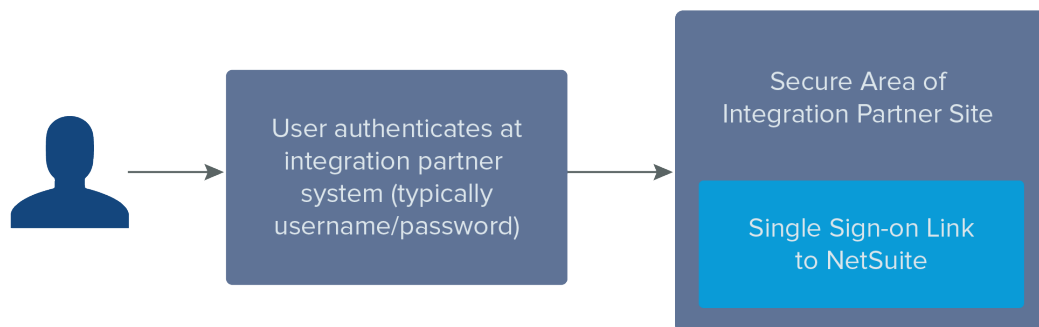 User authenticates at
integration partner
system (typically
username/password)
Secure Area of
Integration Partner Site
Single Sign-on Link
to NetSuite